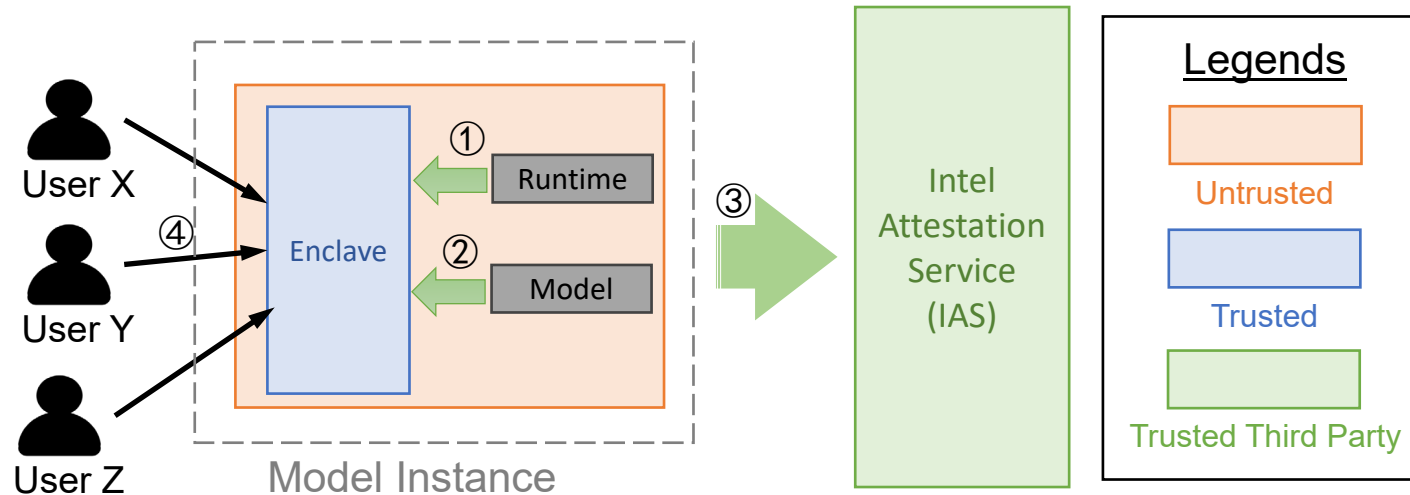 User X
User Y
User Z
④
Enclave
①
Runtime
②
Model
Model Instance
③
Intel
Attestation
Service
(IAS)
Legends
Untrusted
Trusted
Trusted Third Party